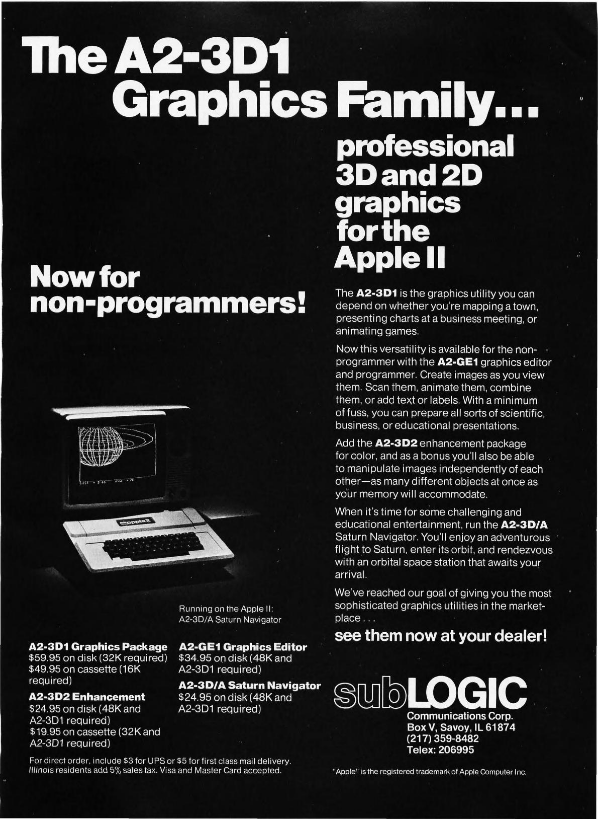 The A2-3D1
Graphics Family...
professional
3D and 2D
graphics
for the
Apple II
Now for
non-programmers!
The A2-3D1 is the graphics utility you can
depend on whether you're mapping a town,
presenting charts at a business meeting, or
animating games.
Now this versatility is available for the non-
programmer with the A2-GE1 graphics editor
and programmer. Create images as you view
them. Scan them, animate them, combine
them, or add text or labels. With a minimum
of fuss, you can prepare all sorts of scientific,
business, or educational presentations.
Add the A2-3D2 enhancement package
for color, and as a bonus you'll also be able
to manipulate images independently of each
other—as many different objects at once as
your memory will accommodate.
When it's time for some challenging and
educational entertainment, run the A2-3D/A
Saturn Navigator. You'll enjoy an adventurous
flight to Saturn, enter its orbit, and rendezvous
with an orbital space station that awaits your
arrival.
We've reached our goal of giving you the most
sophisticated graphics utilities in the market-
place . . .
see them now at your dealer!
Running on the Apple II:
A2-3D/A Saturn Navigator
A2-3D1 Graphics Package
$59.95 on disk (32K required)
$49.95 on cassette (16K
required)
A2-3D2 Enhancement
$24.95 on disk (48K and
A2-3D1 required)
$19.95 on cassette (32K and
A2-3D1 required)
A2-GE1 Graphics Editor
$34.95 on disk (48K and
A2-3D1 required)
A2-3D/A Saturn Navigator
$24.95 on disk (48K and
A2-3D1 required)
For direct order, include $3 for UPS or $5 for first class mail delivery.
Illinois residents add 5% sales tax. Visa and Master Card accepted.
subLOGIC
Communications Corp.
Box V, Savoy, IL 61874
(217) 359-8482
Telex: 206995
"Apple" is the registered trademark of Apple Computer Inc.